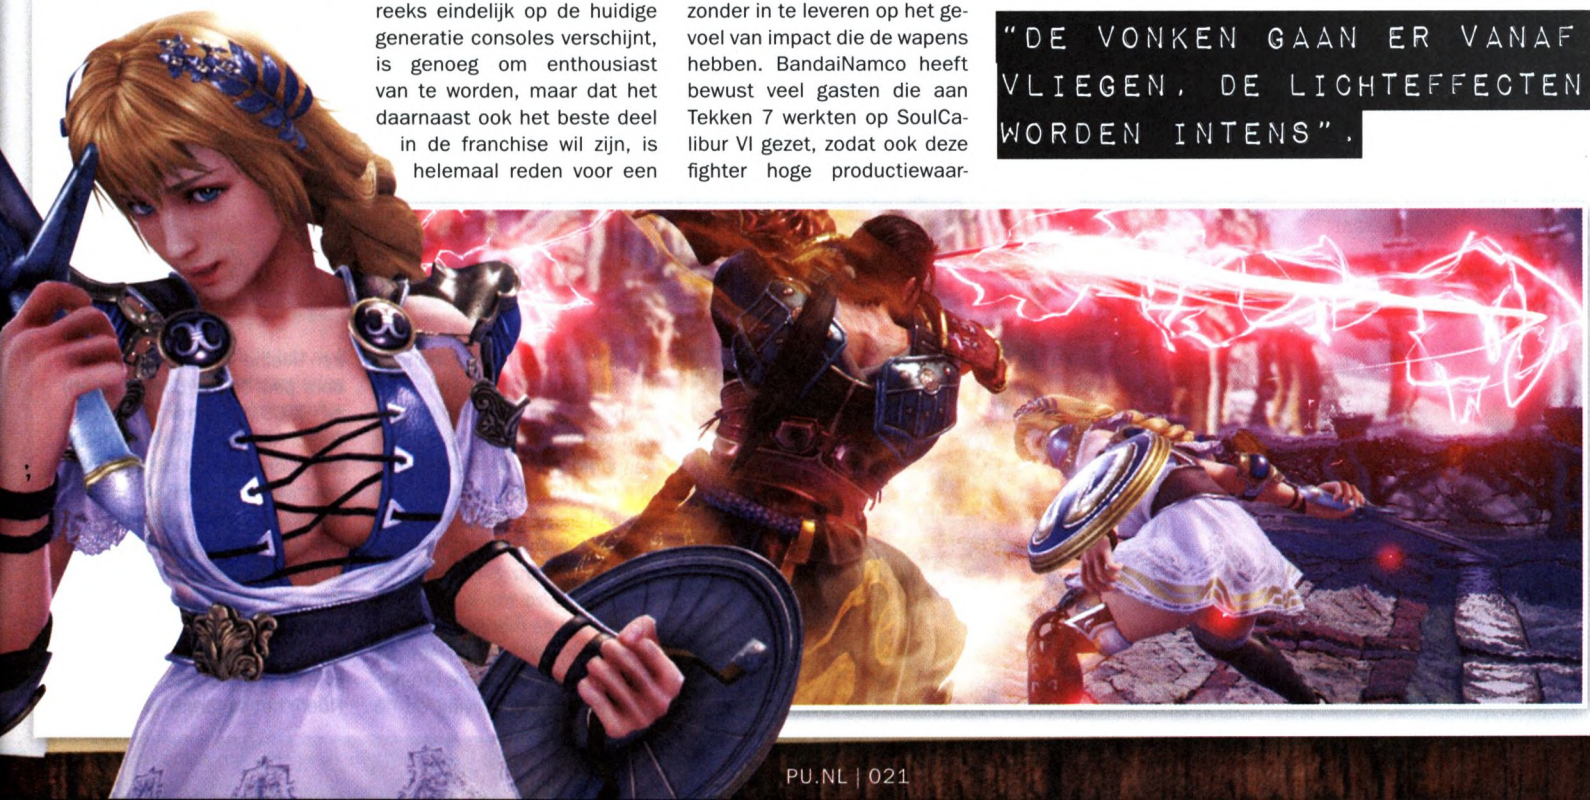 reeks eindelijk op de huidige
generatie consoles verschijnt,
is genoeg om enthousiast
van te worden, maar dat het
daarnaast ook het beste deel
in de franchise wil zijn, is
helemaal reden voor een
zonder in te leveren op het ge-
voel van impact die de wapens
hebben. BandaiNamco heeft
bewust veel gasten die aan
Tekken 7 werkten op SoulCa-
libur VI gezet, zodat ook deze
fighter hoge productiewaar-
"DE VONKEN GAAN ER VANAF
VLIEGEN. DE LICHTEFFECTEN
WORDEN INTENS".
PU.NL | 021